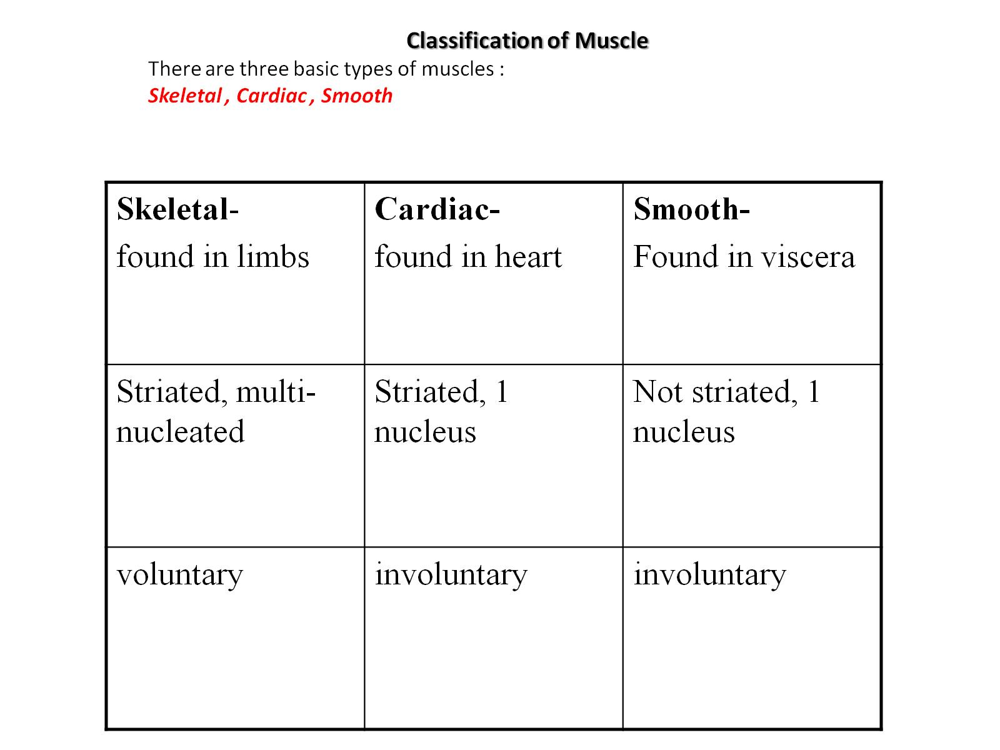 Classification of Muscle
There are three basic types of muscles :
Skeletal , Cardiac , Smooth
Skeletal-
found in limbs
Cardiac-
found in heart
Smooth-
Found in viscera
Striated, multi-
nucleated
Striated, 1
nucleus
Not striated, 1
nucleus
voluntary
involuntary
involuntary